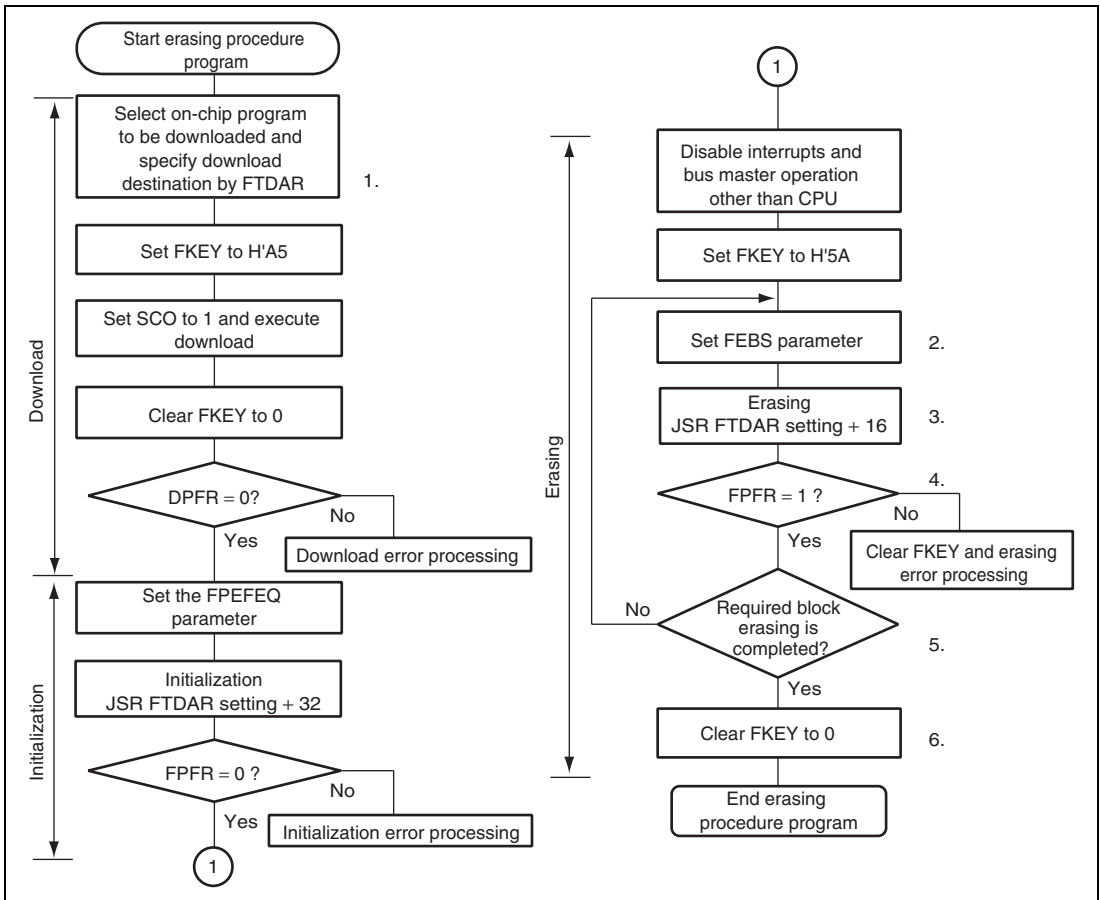 Start erasing procedure
program
Select on-chip program
to be downloaded and
specify download
destination by FTDAR
1.
Set FKEY to H'A5
Set SCO to 1 and execute
download
Clear FKEY to 0
DPFR = 0?
No
Yes
Download error processing
Download
Set the FPEFEQ
parameter
Initialization
JSR FTDAR setting + 32
FPFR = 0 ?
No
Yes
Initialization error processing
Initialization
1
1
Disable interrupts and
bus master operation
other than CPU
Set FKEY to H'5A
Set FEBS parameter
2.
Erasing
JSR FTDAR setting + 16
3.
4.
FPFR = 1 ?
No
Yes
Clear FKEY and erasing
error processing
Erasing
No
Required block
erasing is
completed?
5.
Yes
Clear FKEY to 0
6.
End erasing
procedure program